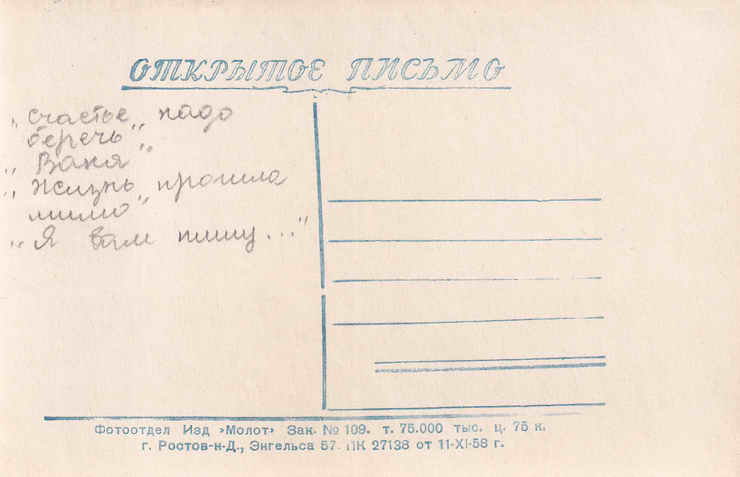 ОТКРЫТОЕ ПИСЬМО
„Счастье надо
беречь"
„Ваня"
„Жизнь прошла
мимо"
„Я вам пишу..."
Фотоотдел Изд «Молот» Зак. № 109. т. 75.000 тыс. ц. 75 к.
г. Ростов-н-Д., Энгельса 57. ПК 27138 от 11-XI-58 г.